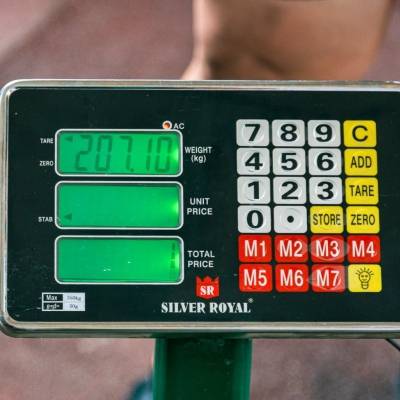 AC
TARE
ZERO
207.10
WEIGHT
(kg)
STAB
UNIT
PRICE
TOTAL
PRICE
7 8 9 C
4 5 6 ADD
1 2 3 TARE
0 • STORE ZERO
M1 M2 M3 M4
M5 M6 M7
Max
SR
SILVER ROYAL®